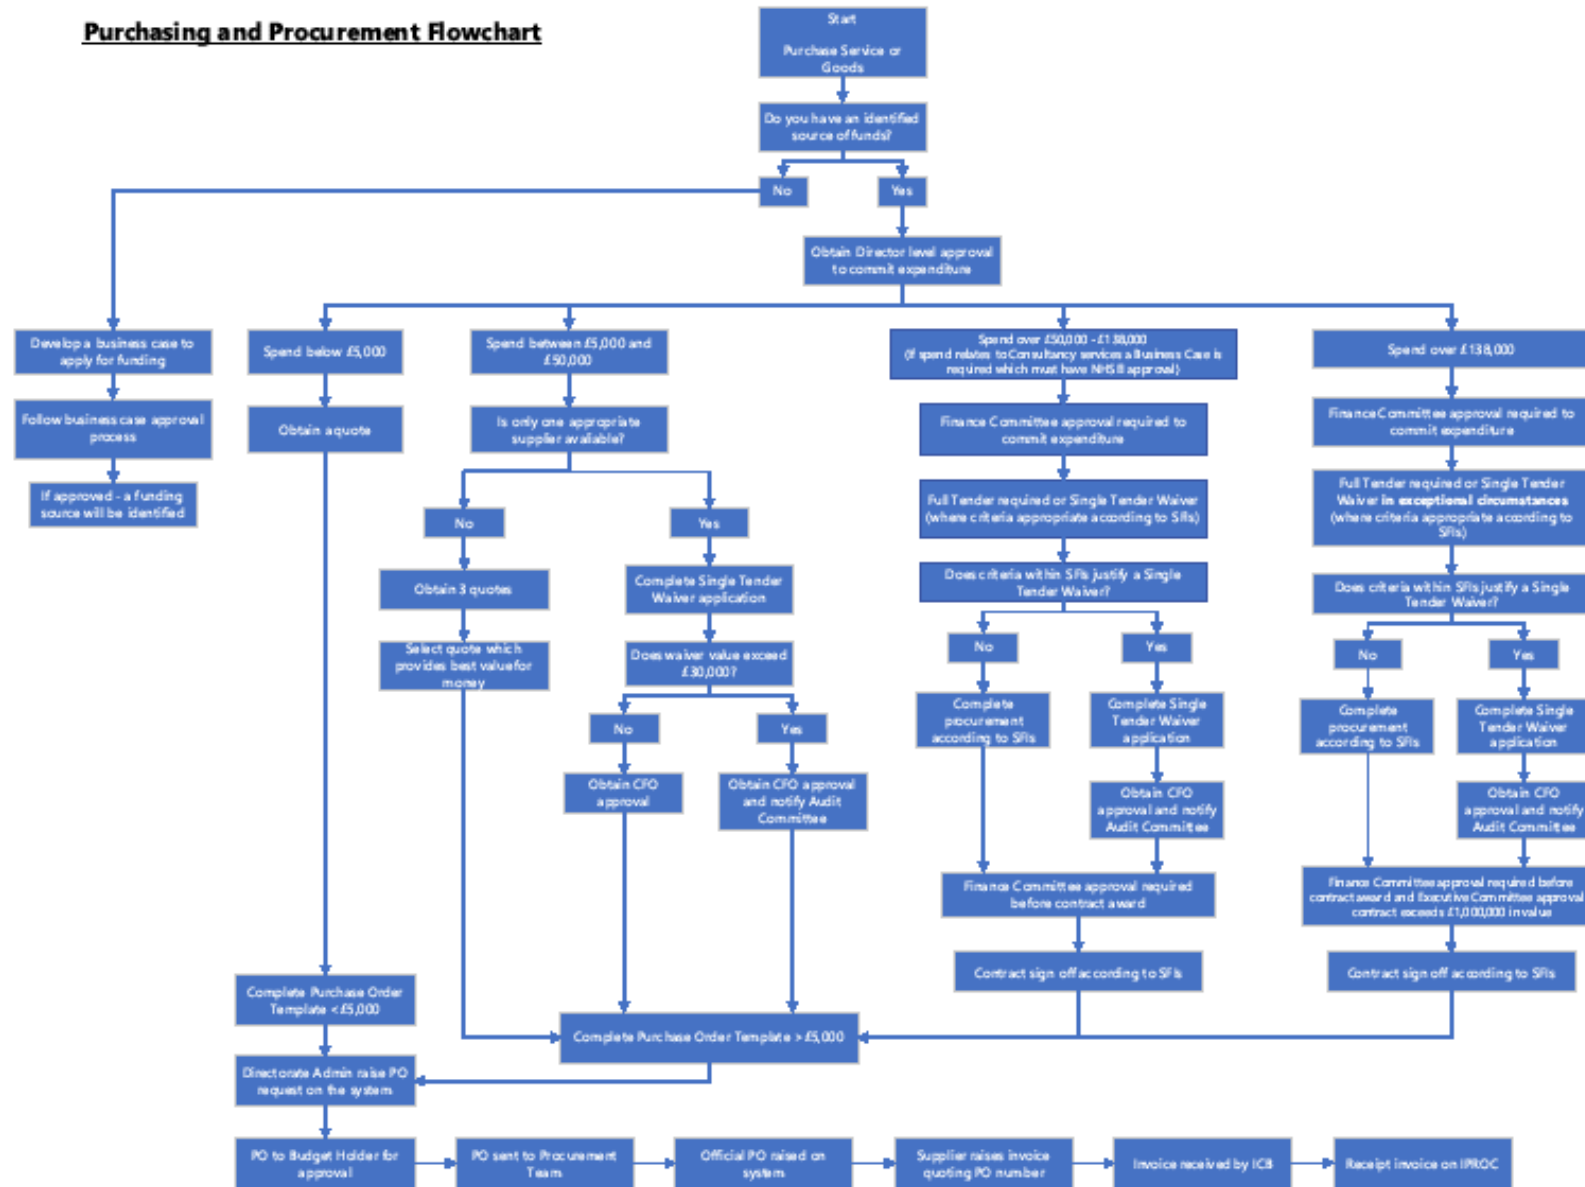 Purchasing and Procurement Flowchart
Start
Purchase Service or
Goods
Do you have an identified
source of funds?
No
Yes
Obtain Director level approval
to commit expenditure
Develop a business case to
apply for funding
Follow business case approval
process
If approved - a funding
source will be identified
Spend below £5,000
Obtain a quote
Spend between £5,000 and
£50,000
Is only one appropriate
supplier available?
No
Obtain 3 quotes
Select quote which
provides best value for
money
Yes
Complete Single Tender
Waiver application
Does waiver value exceed
£30,000?
No
Obtain CFO
approval
Yes
Obtain CFO approval
and notify Audit
Committee
Spend over £50,000 - £138,000
(If spend relates to Consultancy services a Business Case is
required which must have NHSEI approval)
Finance Committee approval required to
commit expenditure
Full Tender required or Single Tender Waiver
(where criteria appropriate according to SFIs)
Does criteria within SFIs justify a Single
Tender Waiver?
No
Complete
procurement
according to SFIs
Yes
Complete Single
Tender Waiver
application
Obtain CFO
approval and notify
Audit Committee
Finance Committee approval required
before contract award
Contract sign off according to SFIs
Spend over £138,000
Finance Committee approval required to
commit expenditure
Full Tender required or Single Tender
Waiver in exceptional circumstances
(where criteria appropriate according to
SFIs)
Does criteria within SFIs justify a Single
Tender Waiver?
No
Complete
procurement
according to SFIs
Yes
Complete Single
Tender Waiver
application
Obtain CFO
approval and notify
Audit Committee
Finance Committee approval required before
contract award and Executive Committee approval
contract exceeds £1,000,000 in value
Contract sign off according to SFIs
Complete Purchase Order
Template <£5,000
Complete Purchase Order Template > £5,000
Directorate Admin raise PO
request on the system
PO to Budget Holder for
approval
PO sent to Procurement
Team
Official PO raised on
system
Supplier raises invoice
quoting PO number
Invoice received by ICB
Receipt invoice on IPROC